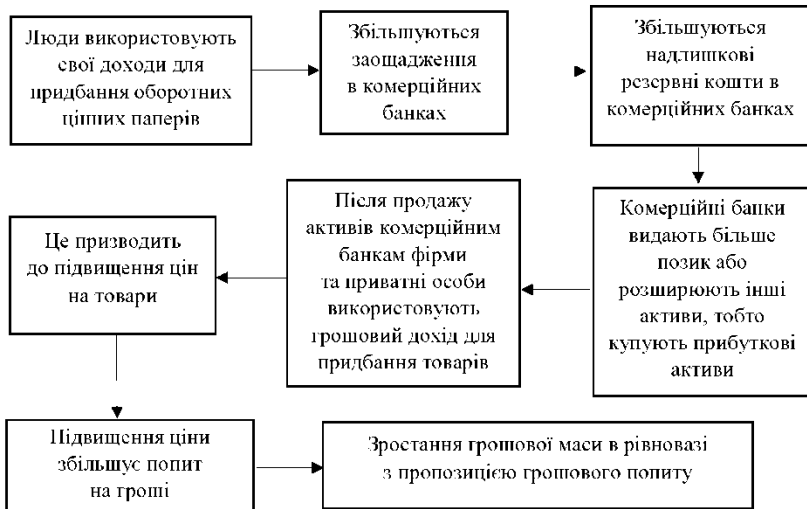 Люди використовують
свої доходи для
придбання оборотних
цінних паперів
Збільшуються
заощадження
в комерційних
банках
Збільшуються
надлишкові
резервні кошти в
комерційних банках
Комерційні банки
видають більше
позик або
розширюють інші
активи, тобто
купують прибуткові
активи
Після продажу
активів комерційним
банкам фірми
та приватні особи
використовують
грошовий дохід для
придбання товарів
Це призводить
до підвищення цін
на товари
Підвищення ціни
збільшує попит
на гроші
Зростання грошової маси в рівновазі
з пропозицією грошового попиту